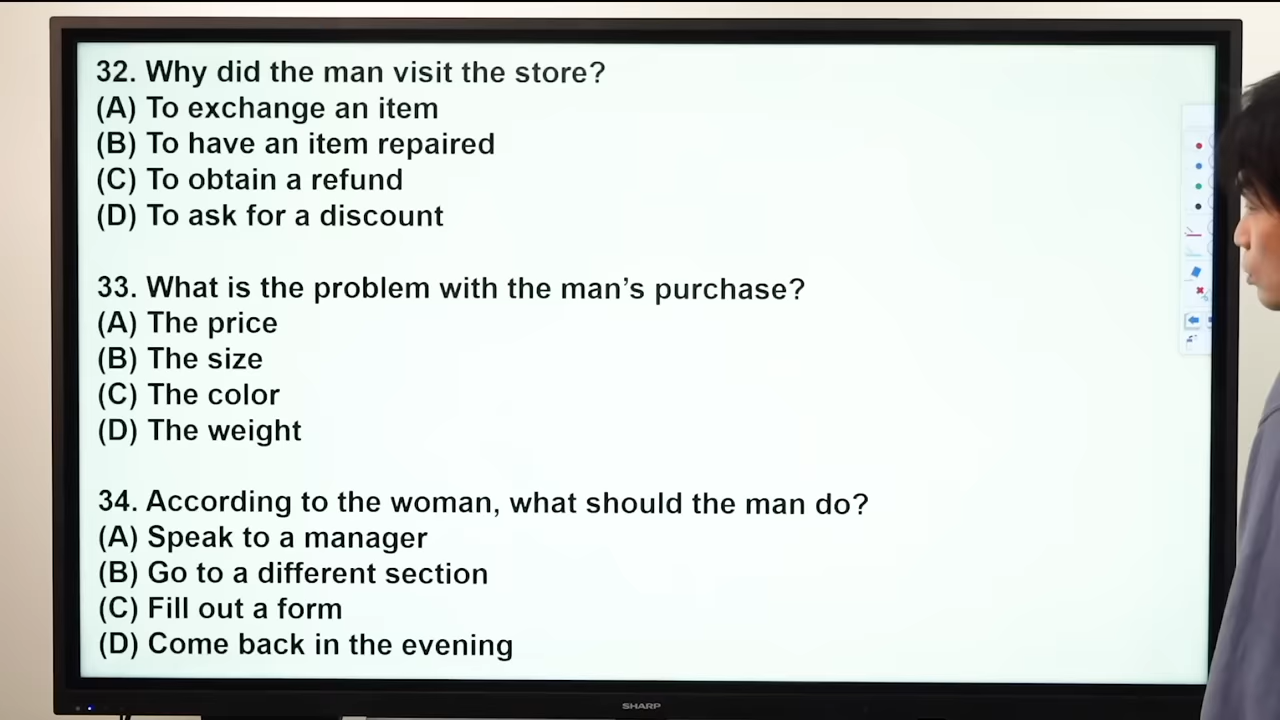 32. Why did the man visit the store?
(A) To exchange an item
(B) To have an item repaired
(C) To obtain a refund
(D) To ask for a discount
33. What is the problem with the man's purchase?
(A) The price
(B) The size
(C) The color
(D) The weight
34. According to the woman, what should the man do?
(A) Speak to a manager
(B) Go to a different section
(C) Fill out a form
(D) Come back in the evening
SHARP